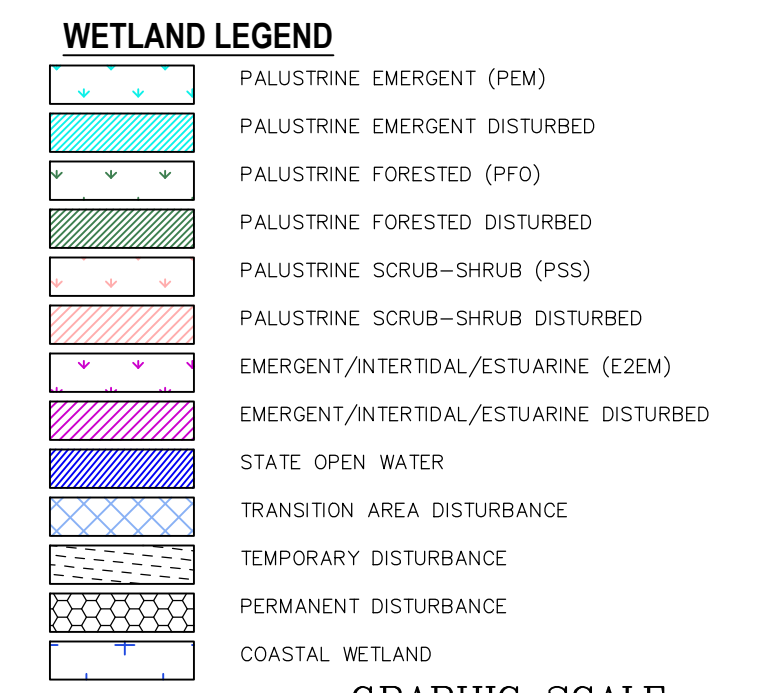 WETLAND LEGEND
PALUSTRINE EMERGENT (PEM)
PALUSTRINE EMERGENT DISTURBED
PALUSTRINE FORESTED (PFO)
PALUSTRINE FORESTED DISTURBED
PALUSTRINE SCRUB-SHRUB (PSS)
PALUSTRINE SCRUB-SHRUB DISTURBED
EMERGENT/INTERTIDAL/ESTUARINE (E2EM)
EMERGENT/INTERTIDAL/ESTUARINE DISTURBED
STATE OPEN WATER
TRANSITION AREA DISTURBANCE
TEMPORARY DISTURBANCE
PERMANENT DISTURBANCE
COASTAL WETLAND
GRAPHIC SCALE